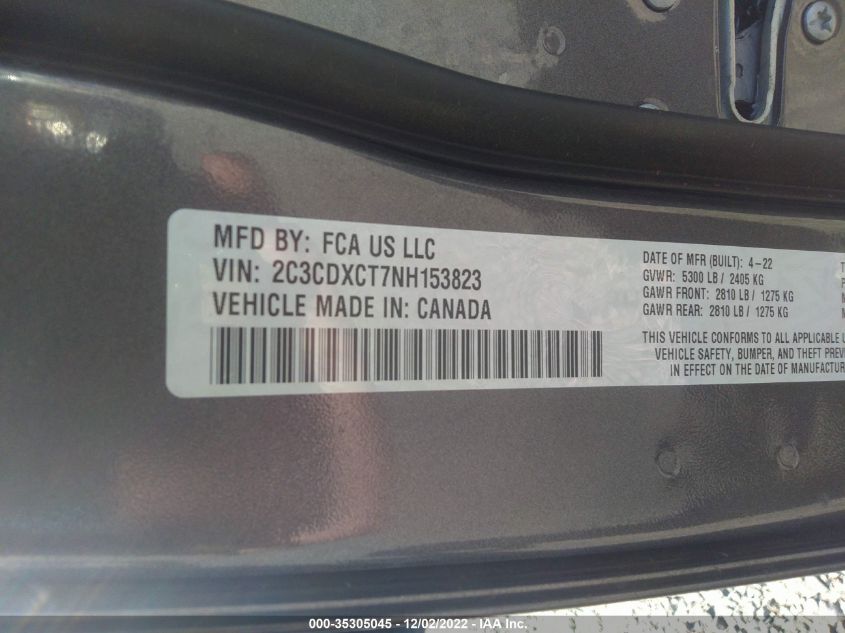 MFD BY: FCA US LLC
VIN: 2C3CDXCT7NH153823
VEHICLE MADE IN: CANADA
DATE OF MFR (BUILT): 4-22
GVWR: 5300 LB / 2405 KG
GAWR FRONT: 2810 LB / 1275 KG
GAWR REAR: 2810 LB / 1275 KG
THIS VEHICLE CONFORMS TO ALL APPLICABLE
VEHICLE SAFETY, BUMPER, AND THEFT PREV
IN EFFECT ON THE DATE OF MANUFACTUR
000-35305045 - 12/02/2022 - IAA Inc.